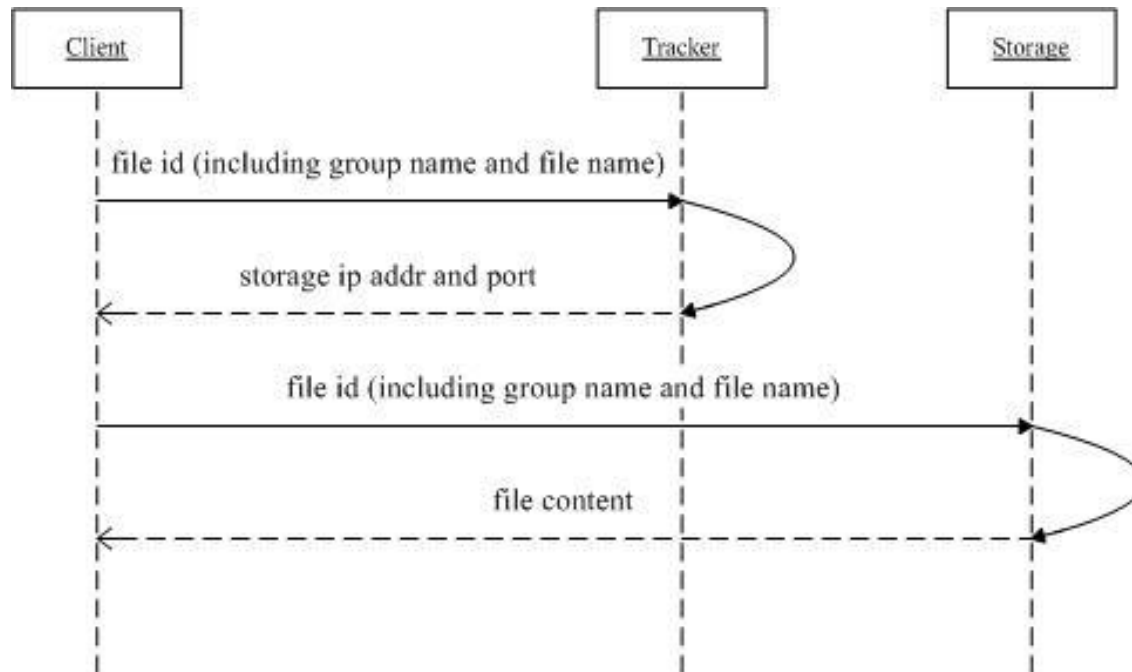 Client
Tracker
Storage
file id (including group name and file name)
storage ip addr and port
file id (including group name and file name)
file content